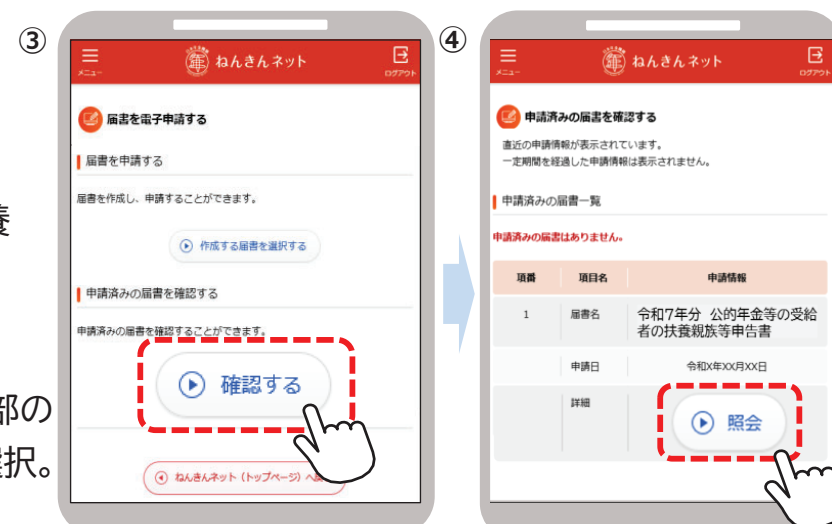 ③
メニュー
ねんきんネット
ログアウト
届書を電子申請する
届書を申請する
届書を作成し、申請することができます。
作成する届書を選択する
申請済みの届書を確認する
申請済みの届書を確認することができます。
確認する
ねんきんネット（トップページ）へ
部の
択。
④
メニュー
ねんきんネット
ログアウト
申請済みの届書を確認する
直近の申請情報が表示されています。
一定期間を経過した申請情報は表示されません。
申請済みの届書一覧
申請済みの届書はありません。
項番 項目名 申請情報
1 届書名 令和7年分 公的年金等の受給
者の扶養親族等申告書
申請日 令和X年XX月XX日
詳細
照会